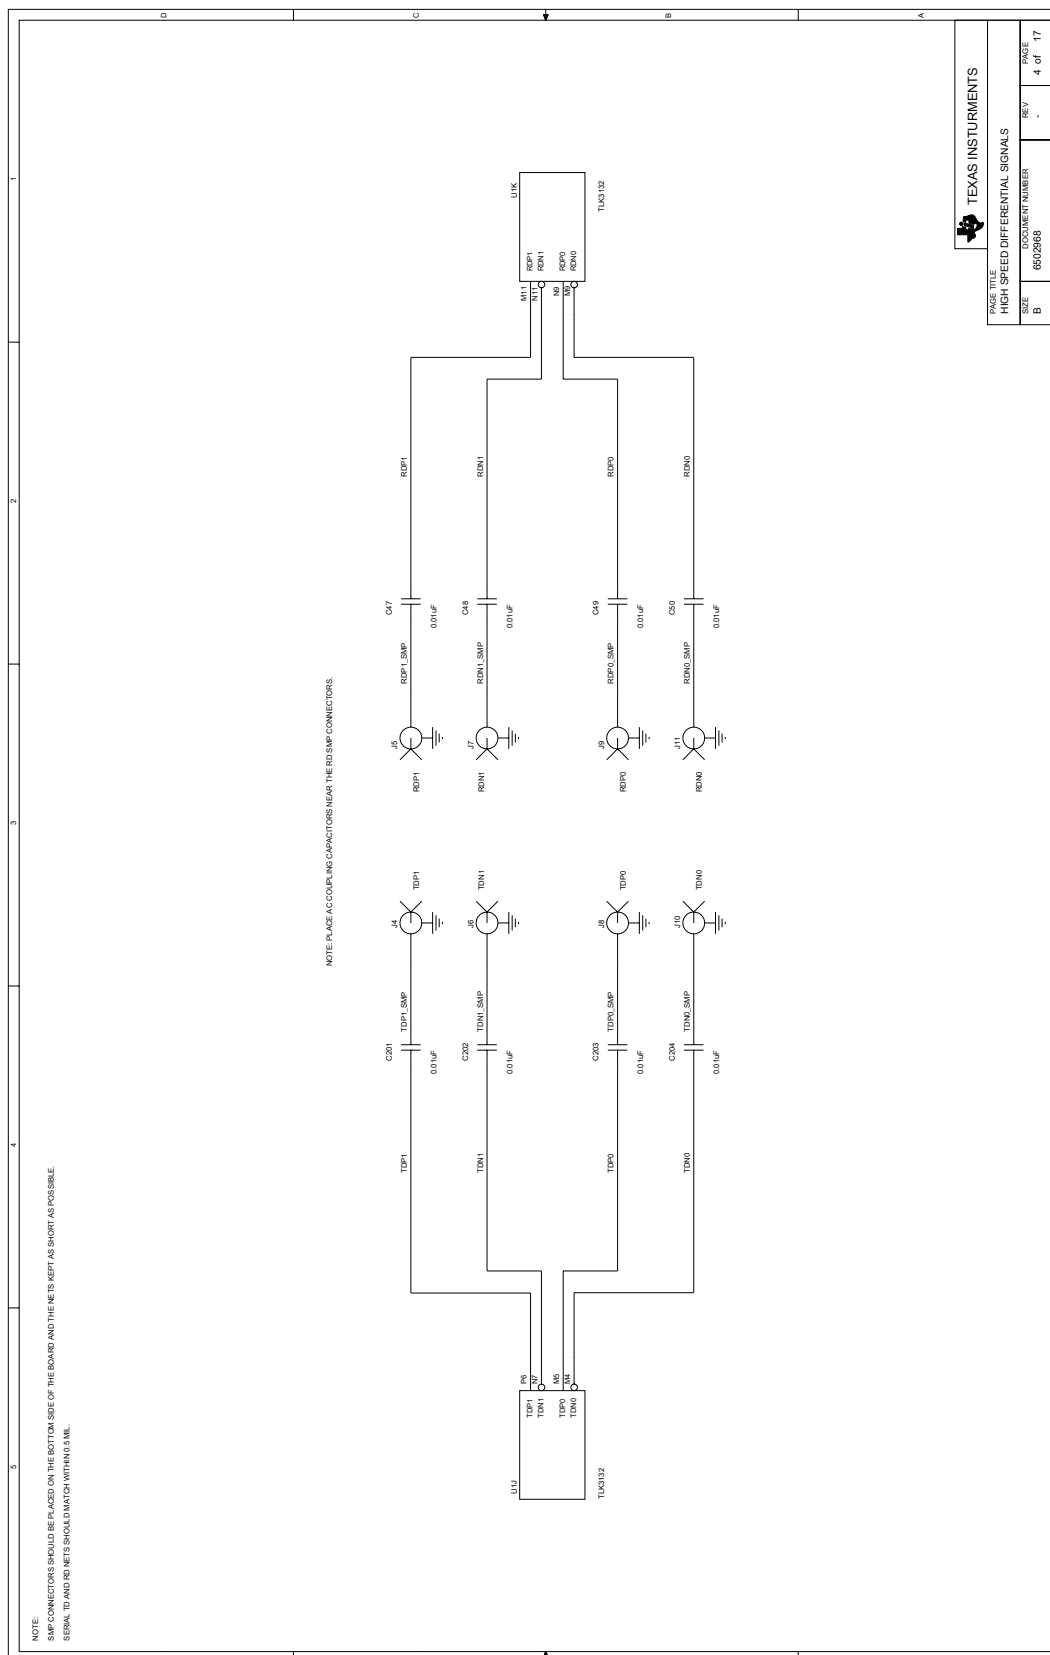 5
4
3
2
1
D
C
B
A
NOTE:
SMP CONNECTORS SHOULD BE PLACED ON THE BOTTOM SIDE OF THE BOARD AND THE NETS KEPT AS SHORT AS POSSIBLE.
SERIAL TD AND RD NETS SHOULD MATCH WITHIN 0.5 MIL.
NOTE: PLACE AC COUPLING CAPACITORS NEAR THE RD SMP CONNECTORS.
U1J
TDP1
TDN1
TDP0
TDN0
P6
N7
M5
M4
TLK3132
TDP1
C201
0.01uF
TDP1_SMP
J4
TDP1
TDN1
C202
0.01uF
TDN1_SMP
J6
TDN1
TDP0
C203
0.01uF
TDP0_SMP
J8
TDP0
TDN0
C204
0.01uF
TDN0_SMP
J10
TDN0
RDP1
J5
RDP1_SMP
C47
0.01uF
RDP1
RDN1
J7
RDN1_SMP
C48
0.01uF
RDN1
RDP0
J9
RDP0_SMP
C49
0.01uF
RDP0
RDN0
J11
RDN0_SMP
C50
0.01uF
RDN0
U1K
M11
N11
N9
M9
RDP1
RDN1
RDP0
RDN0
TLK3132
TEXAS INSTURMENTS
PAGE TITLE
HIGH SPEED DIFFERENTIAL SIGNALS
SIZE
B
DOCUMENT NUMBER
6502968
REV
-
PAGE
4 of 17